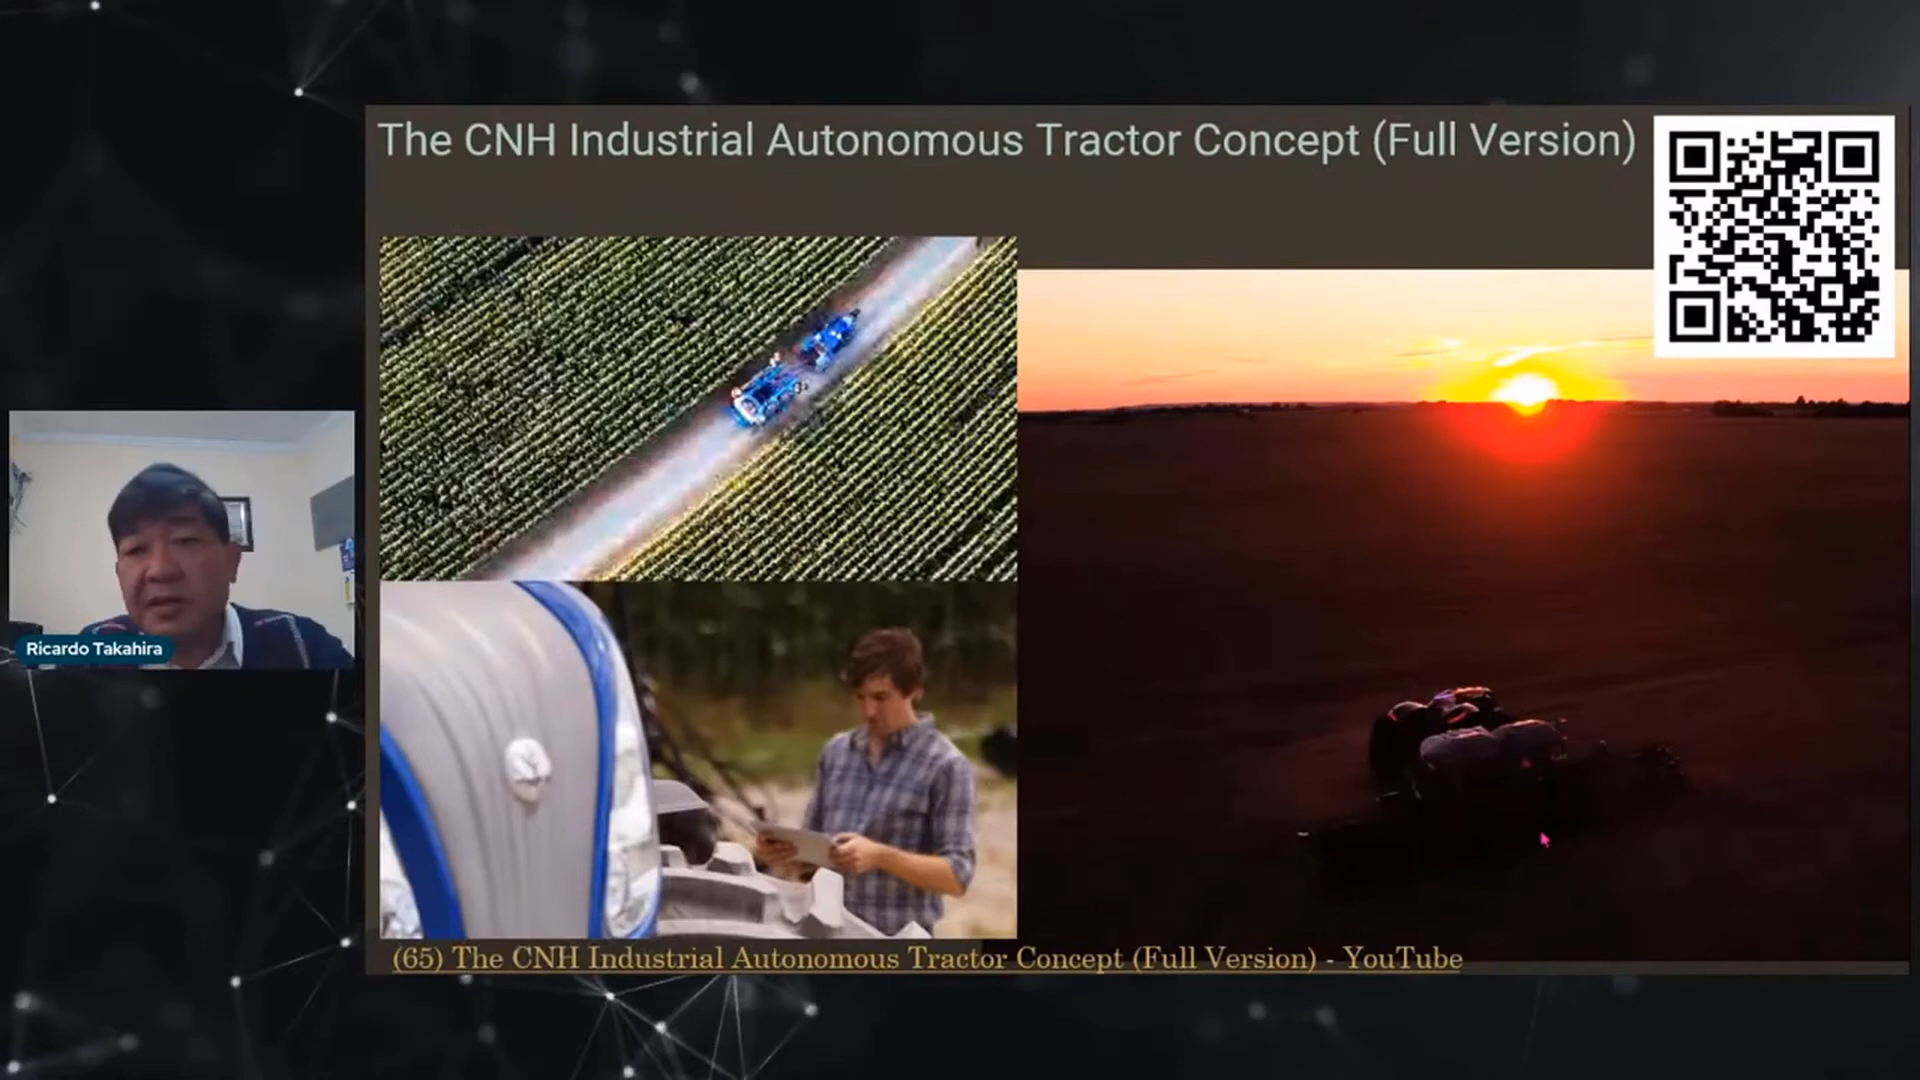 The CNH Industrial Autonomous Tractor Concept (Full Version)
Ricardo Takahira
(65) The CNH Industrial Autonomous Tractor Concept (Full Version) - YouTube